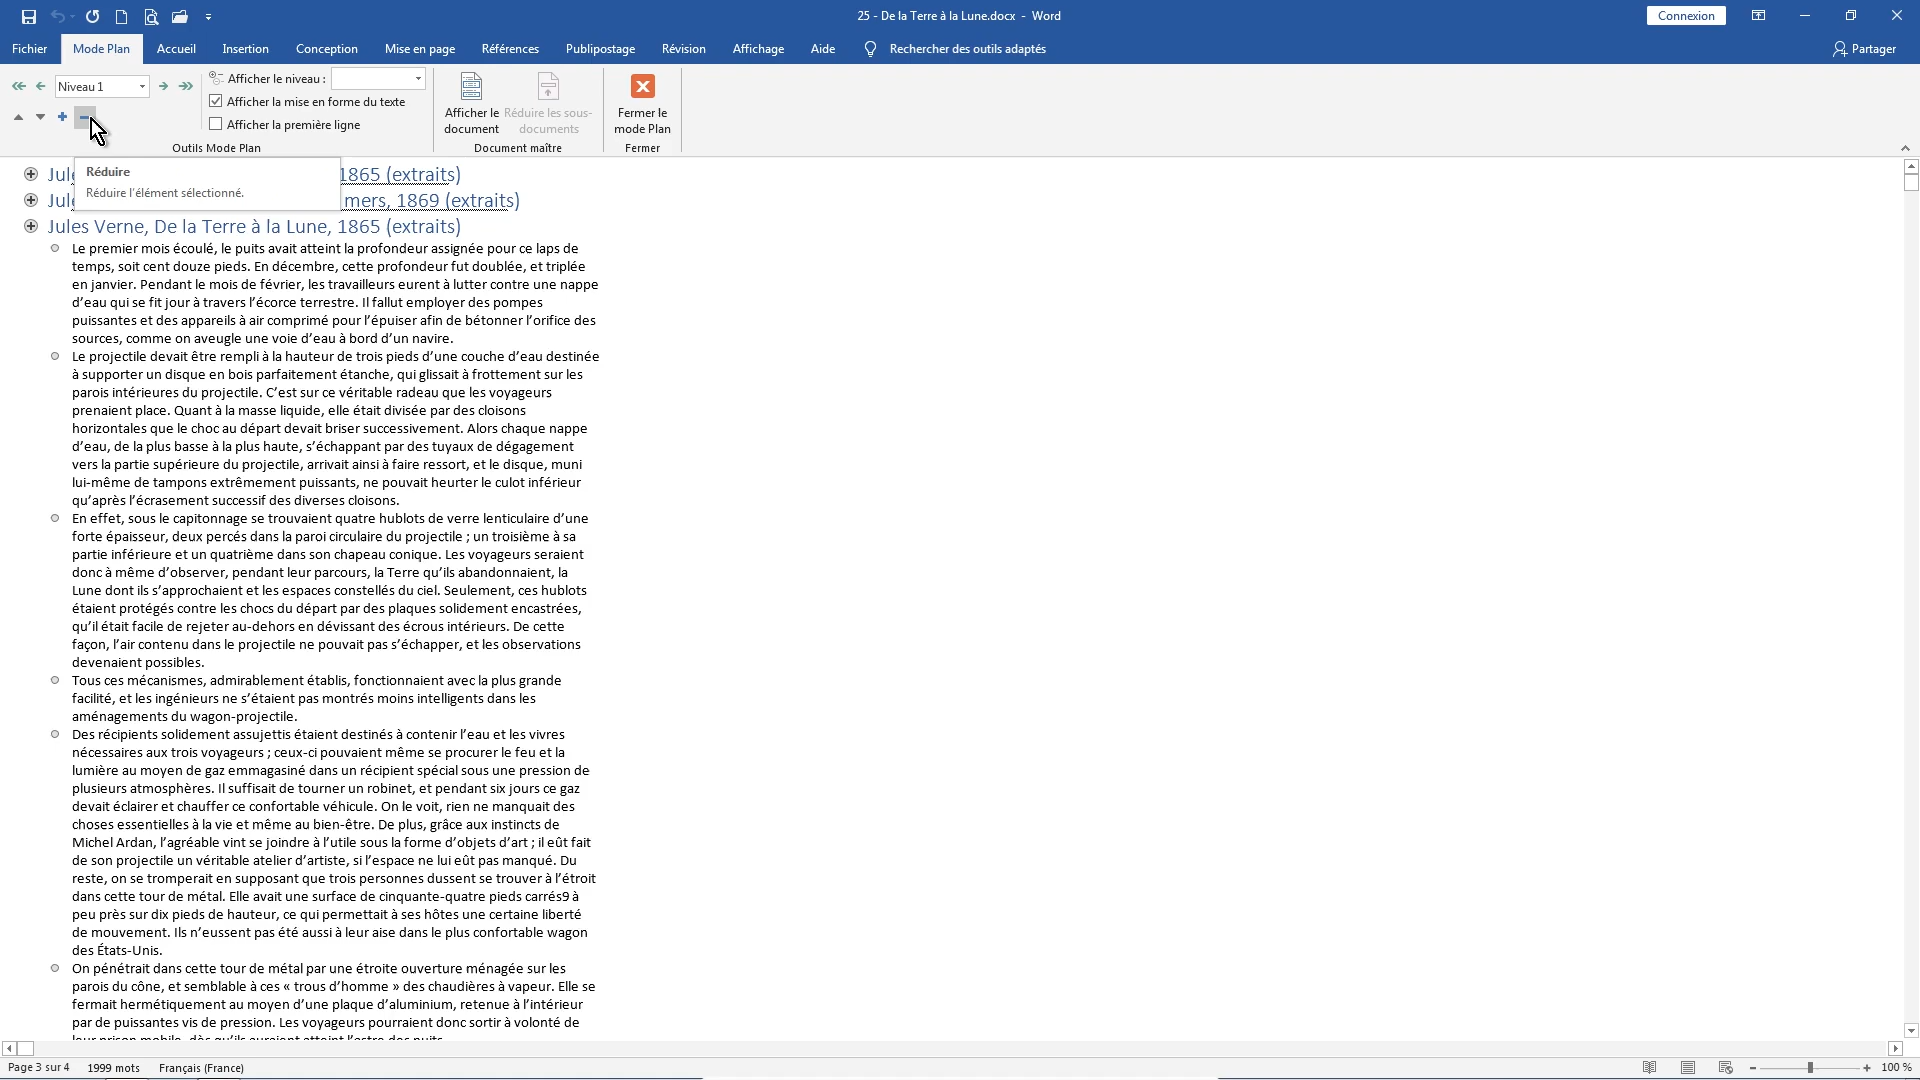 25 - De la Terre à la Lune.docx - Word
Connexion
Fichier
Mode Plan
Accueil
Insertion
Conception
Mise en page
Références
Publipostage
Révision
Affichage
Aide
Rechercher des outils adaptés
Partager
Niveau 1
Afficher le niveau :
Afficher la mise en forme du texte
Afficher la première ligne
Outils Mode Plan
Afficher le
document
Réduire les sous-
documents
Document maître
Fermer le
mode Plan
Fermer
Réduire
Réduire l'élément sélectionné.
Jule 1865 (extraits)
Jule mers, 1869 (extraits)
Jules Verne, De la Terre à la Lune, 1865 (extraits)
Le premier mois écoulé, le puits avait atteint la profondeur assignée pour ce laps de
temps, soit cent douze pieds. En décembre, cette profondeur fut doublée, et triplée
en janvier. Pendant le mois de février, les travailleurs eurent à lutter contre une nappe
d’eau qui se fit jour à travers l’écorce terrestre. Il fallut employer des pompes
puissantes et des appareils à air comprimé pour l’épuiser afin de bétonner l’orifice des
sources, comme on aveugle une voie d’eau à bord d’un navire.
Le projectile devait être rempli à la hauteur de trois pieds d’une couche d’eau destinée
à supporter un disque en bois parfaitement étanche, qui glissait à frottement sur les
parois intérieures du projectile. C’est sur ce véritable radeau que les voyageurs
prenaient place. Quant à la masse liquide, elle était divisée par des cloisons
horizontales que le choc au départ devait briser successivement. Alors chaque nappe
d’eau, de la plus basse à la plus haute, s’échappant par des tuyaux de dégagement
vers la partie supérieure du projectile, arrivait ainsi à faire ressort, et le disque, muni
lui-même de tampons extrêmement puissants, ne pouvait heurter le culot inférieur
qu’après l’écrasement successif des diverses cloisons.
En effet, sous le capitonnage se trouvaient quatre hublots de verre lenticulaire d’une
forte épaisseur, deux percés dans la paroi circulaire du projectile ; un troisième à sa
partie inférieure et un quatrième dans son chapeau conique. Les voyageurs seraient
donc à même d’observer, pendant leur parcours, la Terre qu’ils abandonnaient, la
Lune dont ils s’approchaient et les espaces constellés du ciel. Seulement, ces hublots
étaient protégés contre les chocs du départ par des plaques solidement encastrées,
qu’il était facile de rejeter au-dehors en dévissant des écrous intérieurs. De cette
façon, l’air contenu dans le projectile ne pouvait pas s’échapper, et les observations
devenaient possibles.
Tous ces mécanismes, admirablement établis, fonctionnaient avec la plus grande
facilité, et les ingénieurs ne s’étaient pas montrés moins intelligents dans les
aménagements du wagon-projectile.
Des récipients solidement assujettis étaient destinés à contenir l’eau et les vivres
nécessaires aux trois voyageurs ; ceux-ci pouvaient même se procurer le feu et la
lumière au moyen de gaz emmagasiné dans un récipient spécial sous une pression de
plusieurs atmosphères. Il suffisait de tourner un robinet, et pendant six jours ce gaz
devait éclairer et chauffer ce confortable véhicule. On le voit, rien ne manquait des
choses essentielles à la vie et même au bien-être. De plus, grâce aux instincts de
Michel Ardan, l’agréable vint se joindre à l’utile sous la forme d’objets d’art ; il eût fait
de son projectile un véritable atelier d’artiste, si l’espace ne lui eût pas manqué. Du
reste, on se tromperait en supposant que trois personnes dussent se trouver à l’étroit
dans cette tour de métal. Elle avait une surface de cinquante-quatre pieds carrés9 à
peu près sur dix pieds de hauteur, ce qui permettait à ses hôtes une certaine liberté
de mouvement. Ils n’eussent pas été aussi à leur aise dans le plus confortable wagon
des États-Unis.
On pénétrait dans cette tour de métal par une étroite ouverture ménagée sur les
parois du cône, et semblable à ces « trous d’homme » des chaudières à vapeur. Elle se
fermait hermétiquement au moyen d’une plaque d’aluminium, retenue à l’intérieur
par de puissantes vis de pression. Les voyageurs pourraient donc sortir à volonté de
leur prison mobile, dès qu’ils auraient atteint l’astre des nuits.
Page 3 sur 4
1999 mots
Français (France)
100 %